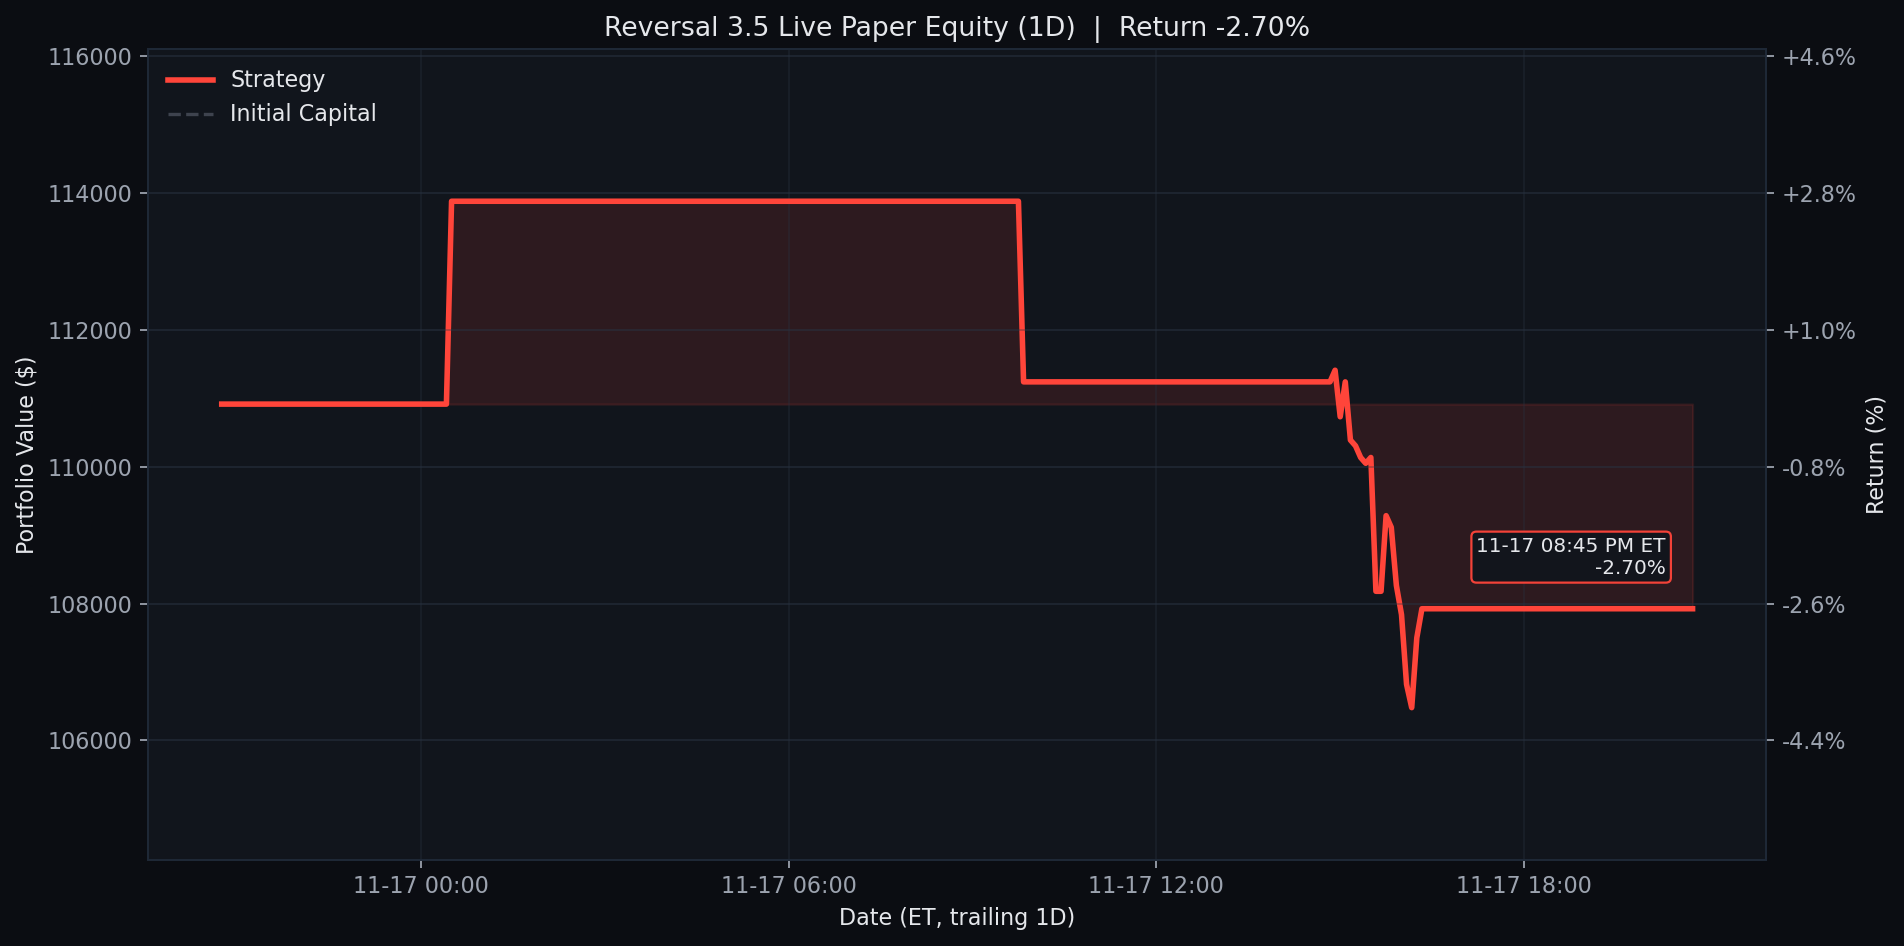 Reversal 3.5 Live Paper Equity (1D) | Return -2.70%
Strategy
Initial Capital
Portfolio Value ($)
116000
114000
112000
110000
108000
106000
+4.6%
+2.8%
+1.0%
-0.8%
-2.6%
-4.4%
Return (%)
11-17 08:45 PM ET
-2.70%
11-17 00:00
11-17 06:00
11-17 12:00
11-17 18:00
Date (ET, trailing 1D)